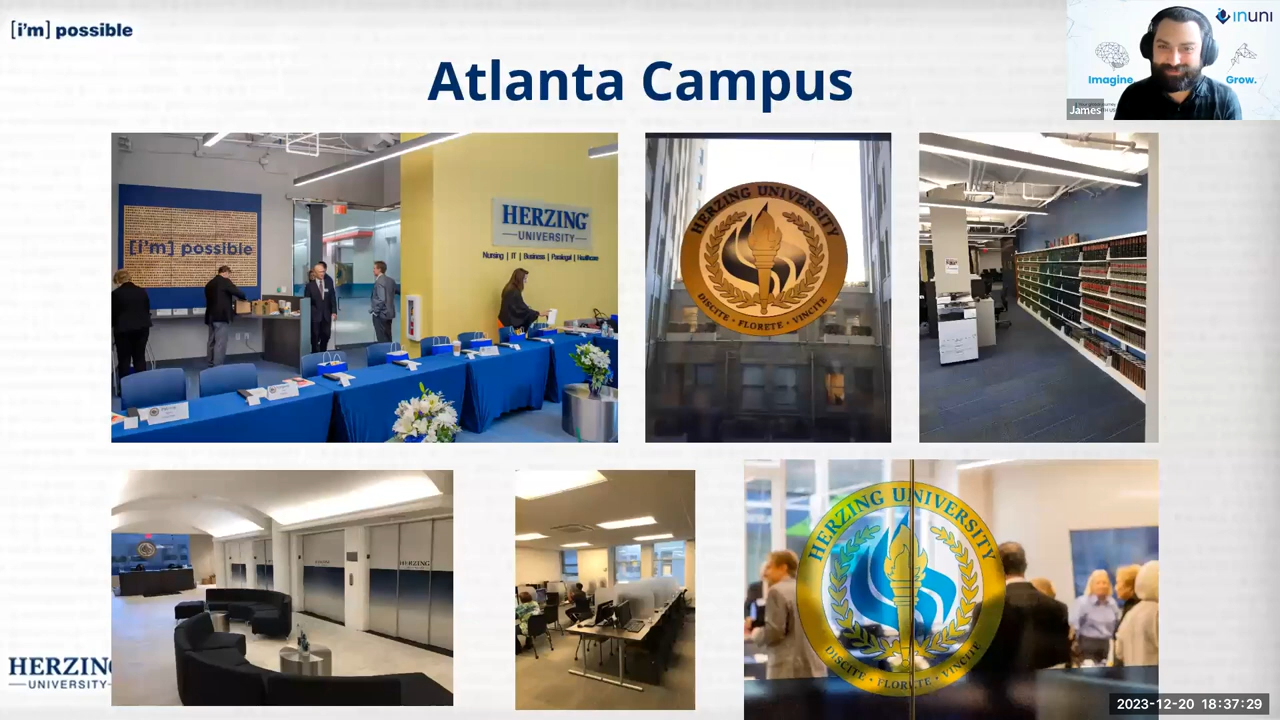 [i'm] possible
inuni
Imagine.
Grow.
James
Atlanta Campus
[i'm] possible
HERZING
UNIVERSITY
Nursing | IT | Business | Paralegal | Healthcare
HERZING UNIVERSITY
DISCITE • FLORETE • VINCITE
HERZING
HERZING UNIVERSITY
DISCITE • FLORETE • VINCITE
HERZING
UNIVERSITY
2023-12-20 18:37:29